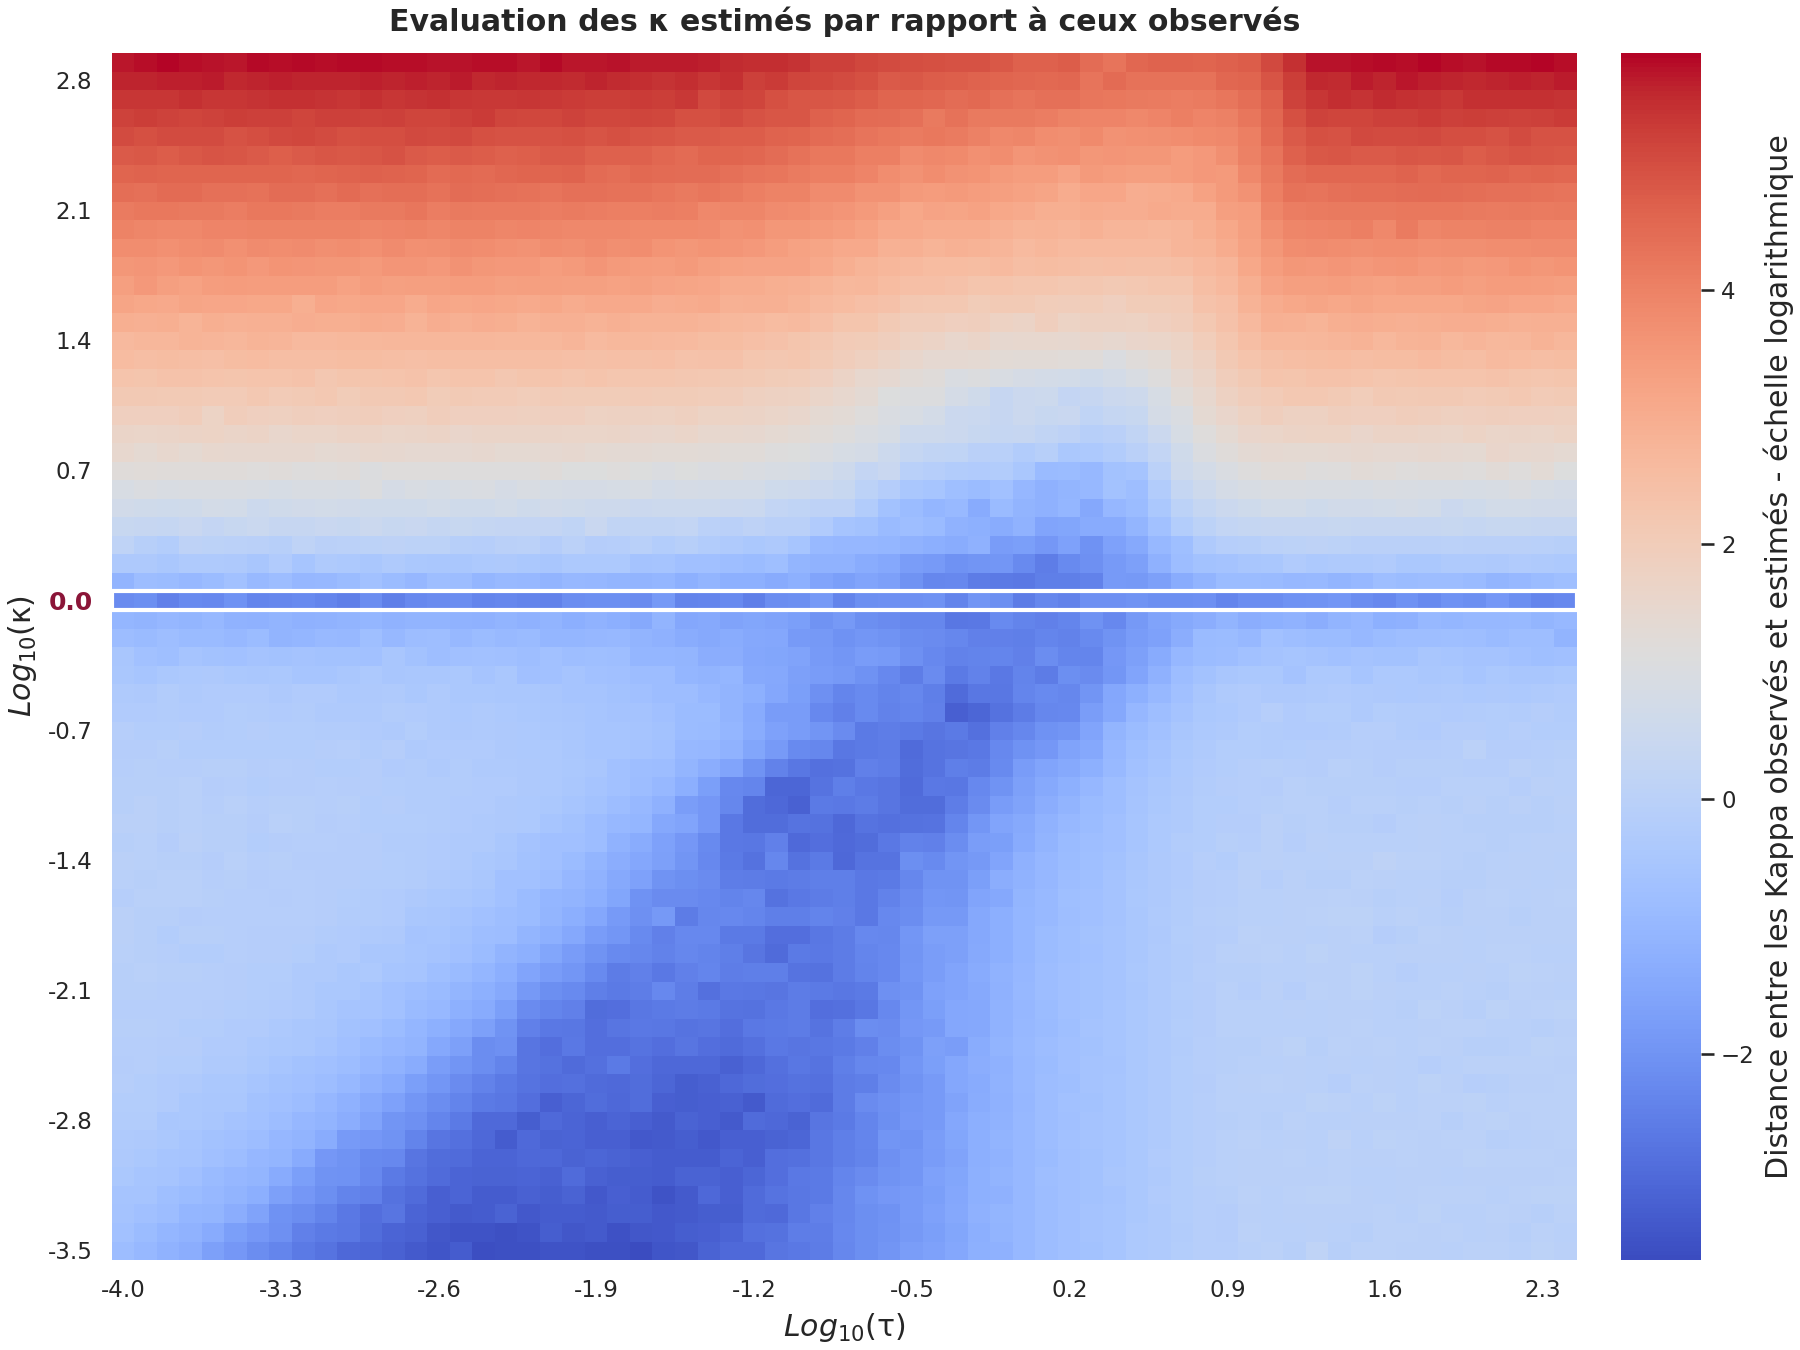 Evaluation des κ estimés par rapport à ceux observés
2.8
2.1
1.4
0.7
0.0
-0.7
-1.4
-2.1
-2.8
-3.5
Log10(κ)
-4.0 -3.3 -2.6 -1.9 -1.2 -0.5 0.2 0.9 1.6 2.3
Log10(τ)
4
2
0
−2
Distance entre les Kappa observés et estimés - échelle logarithmique